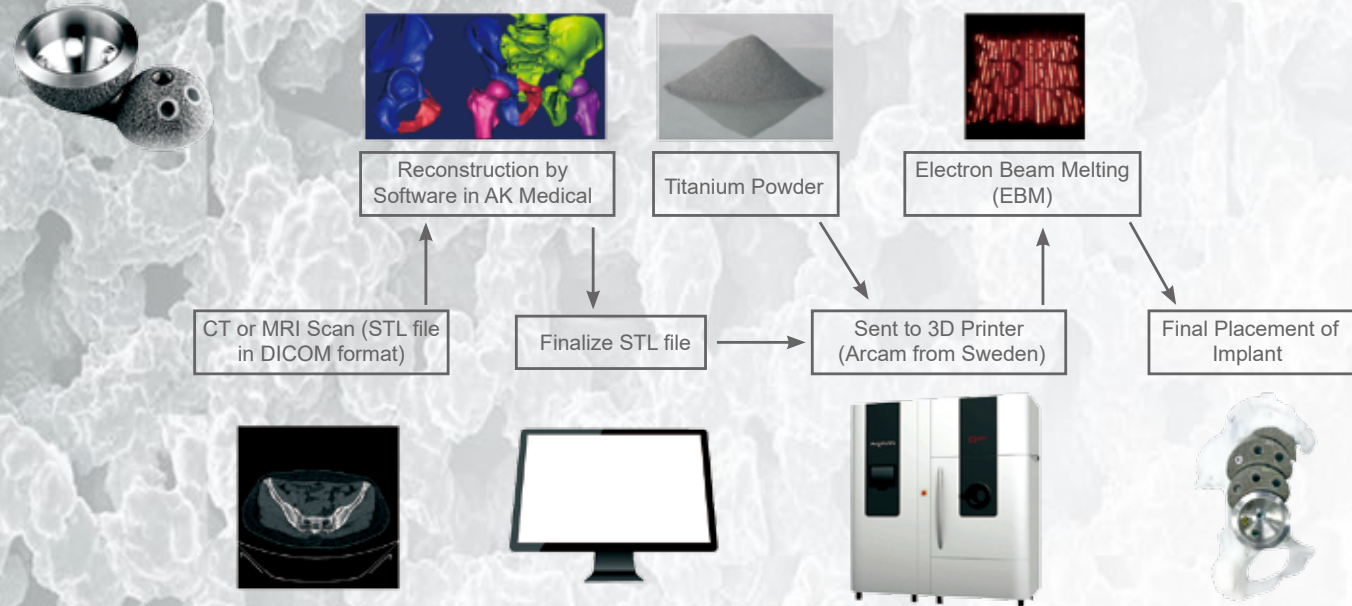 Reconstruction by
Software in AK Medical
Titanium Powder
Electron Beam Melting
(EBM)
CT or MRI Scan (STL file
in DICOM format)
Finalize STL file
Sent to 3D Printer
(Arcam from Sweden)
Final Placement of
Implant